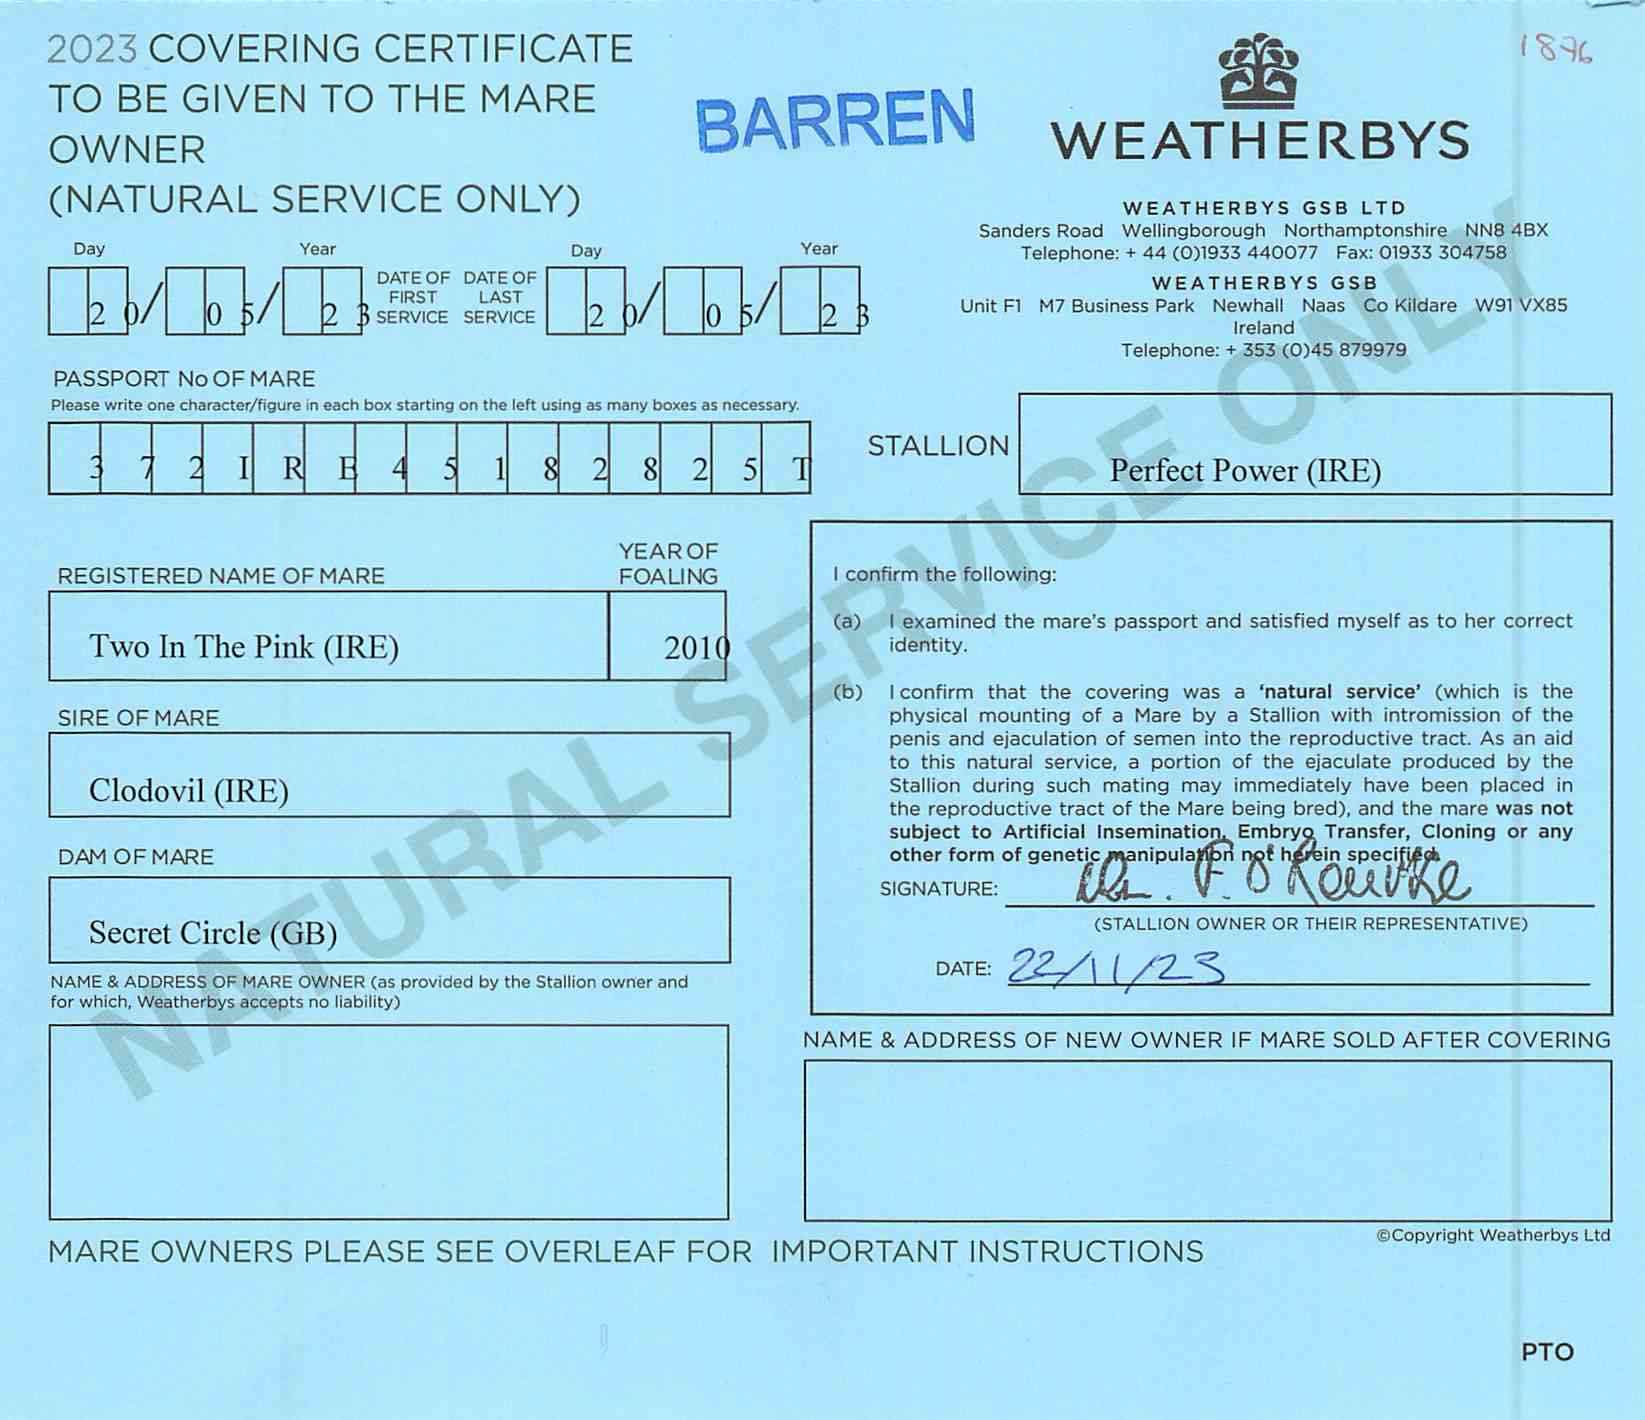 2023 COVERING CERTIFICATE
TO BE GIVEN TO THE MARE
OWNER
(NATURAL SERVICE ONLY)
BARREN
1876
WEATHERBYS
WEATHERBYS GSB LTD
Sanders Road Wellingborough Northamptonshire NN8 4BX
Telephone: + 44 (0)1933 440077 Fax: 01933 304758
WEATHERBYS GSB
Unit F1 M7 Business Park Newhall Naas Co Kildare W91 VX85
Ireland
Telephone: + 353 (0)45 879979
Day Year
20/05/23
DATE OF FIRST SERVICE
DATE OF LAST SERVICE
Day Year
20/05/23
PASSPORT No OF MARE
Please write one character/figure in each box starting on the left using as many boxes as necessary.
3 7 2 I R E 4 5 1 8 2 8 2 5 T
STALLION
Perfect Power (IRE)
REGISTERED NAME OF MARE
YEAR OF
FOALING
Two In The Pink (IRE)
2010
SIRE OF MARE
Clodovil (IRE)
DAM OF MARE
Secret Circle (GB)
NAME & ADDRESS OF MARE OWNER (as provided by the Stallion owner and
for which, Weatherbys accepts no liability)
I confirm the following:
(a) I examined the mare's passport and satisfied myself as to her correct
identity.
(b) I confirm that the covering was a 'natural service' (which is the
physical mounting of a Mare by a Stallion with intromission of the
penis and ejaculation of semen into the reproductive tract. As an aid
to this natural service, a portion of the ejaculate produced by the
Stallion during such mating may immediately have been placed in
the reproductive tract of the Mare being bred), and the mare was not
subject to Artificial Insemination, Embryo Transfer, Cloning or any
other form of genetic manipulation not herein specified.
SIGNATURE: F. O'Rourke
(STALLION OWNER OR THEIR REPRESENTATIVE)
DATE: 22/11/23
NAME & ADDRESS OF NEW OWNER IF MARE SOLD AFTER COVERING
©Copyright Weatherbys Ltd
MARE OWNERS PLEASE SEE OVERLEAF FOR IMPORTANT INSTRUCTIONS
PTO
NATURAL SERVICE ONLY